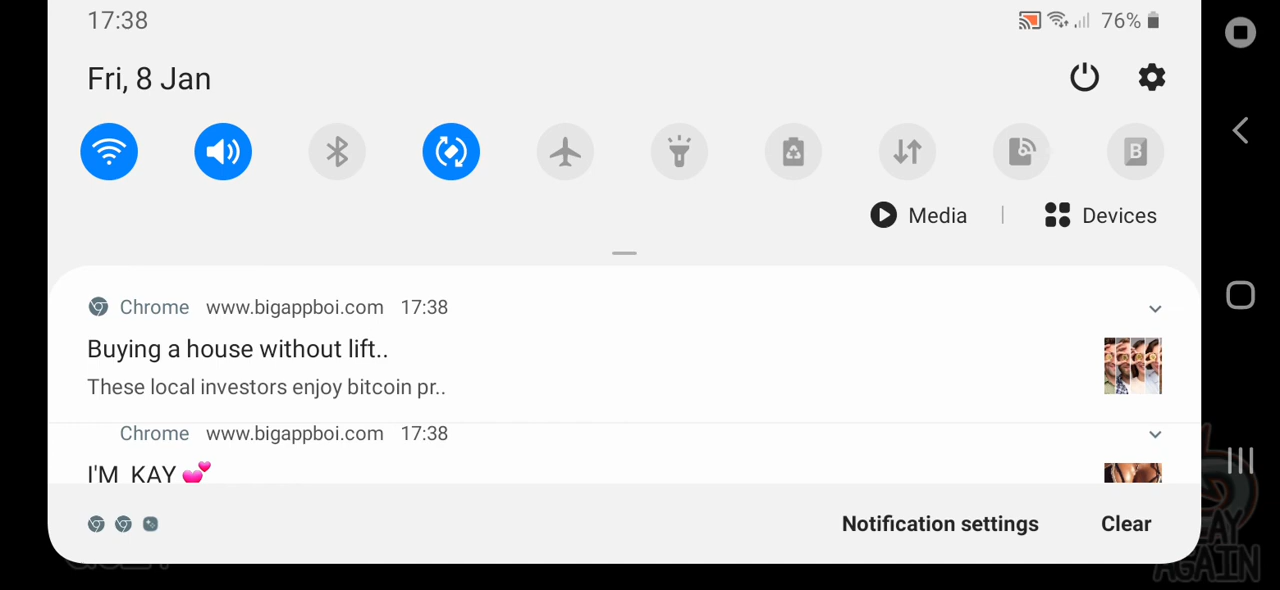 17:38
76%
Fri, 8 Jan
B
Media | Devices
Chrome www.bigappboi.com 17:38
Buying a house without lift..
These local investors enjoy bitcoin pr..
Chrome www.bigappboi.com 17:38
I'M KAY 💕
Notification settings Clear
AGAIN